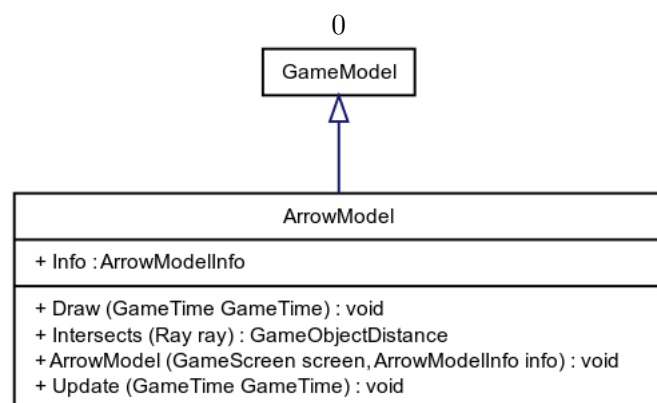 0
GameModel
ArrowModel
+ Info : ArrowModelInfo
+ Draw (GameTime GameTime) : void
+ Intersects (Ray ray) : GameObjectDistance
+ ArrowModel (GameScreen screen, ArrowModelInfo info) : void
+ Update (GameTime GameTime) : void